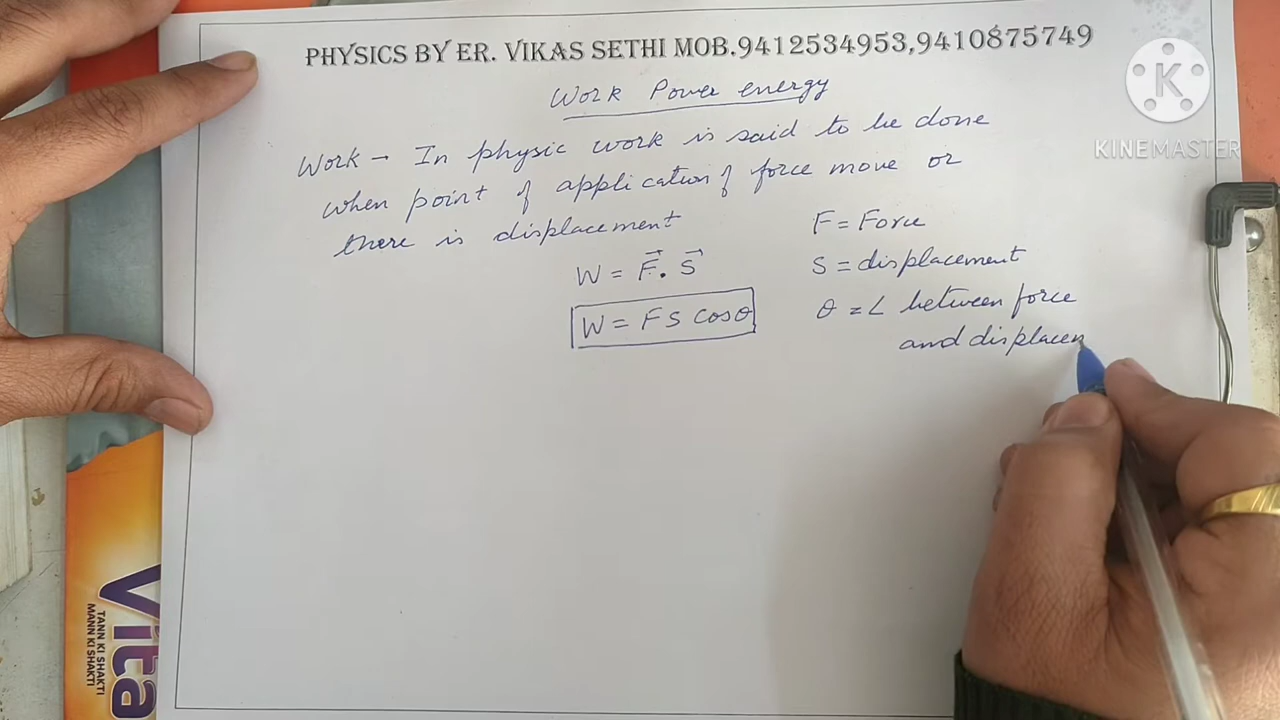 PHYSICS BY ER. VIKAS SETHI MOB.9412534953,9410875749
Work Power energy
Work → In physic work is said to be done
when point of application of force move or
there is displacement
F = Force
W = F⃗ . S⃗
S = displacement
W = FS cosθ
θ = ∠ between force
and displacem
K
KINEMASTER
Vita
TANN KI SHAKTI
MANN KI SHAKTI